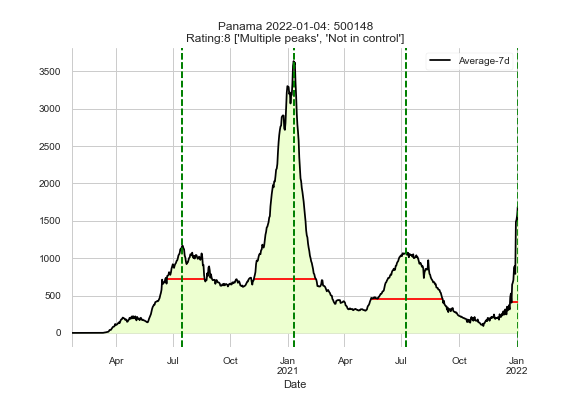 Panama 2022-01-04: 500148
Rating:8 ['Multiple peaks', 'Not in control']
Average-7d
3500
3000
2500
2000
1500
1000
500
0
Apr Jul Oct Jan Apr Jul Oct Jan
2021 2022
Date